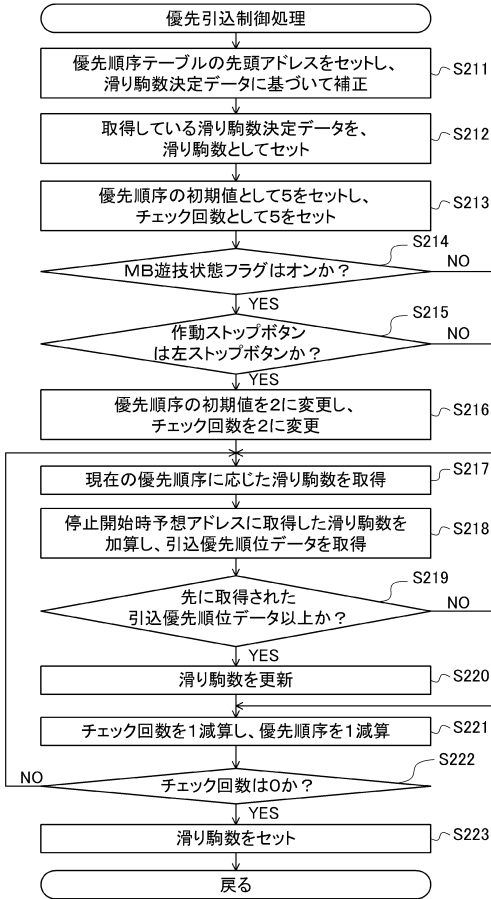 優先引込制御処理
優先順序テーブルの先頭アドレスをセットし、
滑り駒数決定データに基づいて補正
S211
取得している滑り駒数決定データを、
滑り駒数としてセット
S212
優先順序の初期値として5をセットし、
チェック回数として5をセット
S213
S214
MB遊技状態フラグはオンか?
NO
YES
S215
作動ストップボタン
は左ストップボタンか?
NO
YES
優先順序の初期値を2に変更し、
チェック回数を2に変更
S216
現在の優先順序に応じた滑り駒数を取得
S217
停止開始時予想アドレスに取得した滑り駒数を
加算し、引込優先順位データを取得
S218
S219
先に取得された
引込優先順位データ以上か?
NO
YES
滑り駒数を更新
S220
チェック回数を1減算し、優先順序を1減算
S221
S222
NO
チェック回数は0か?
YES
滑り駒数をセット
S223
戻る